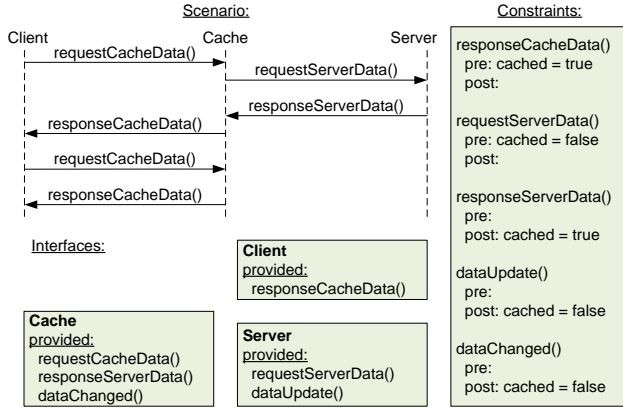 Scenario:
Constraints:
Client Cache Server
requestCacheData()
requestServerData()
responseServerData()
responseCacheData()
requestCacheData()
responseCacheData()
responseCacheData()
pre: cached = true
post:
requestServerData()
pre: cached = false
post:
responseServerData()
pre:
post: cached = true
dataUpdate()
pre:
post: cached = false
dataChanged()
pre:
post: cached = false
Interfaces:
Client
provided:
responseCacheData()
Cache
provided:
requestCacheData()
responseServerData()
dataChanged()
Server
provided:
requestServerData()
dataUpdate()